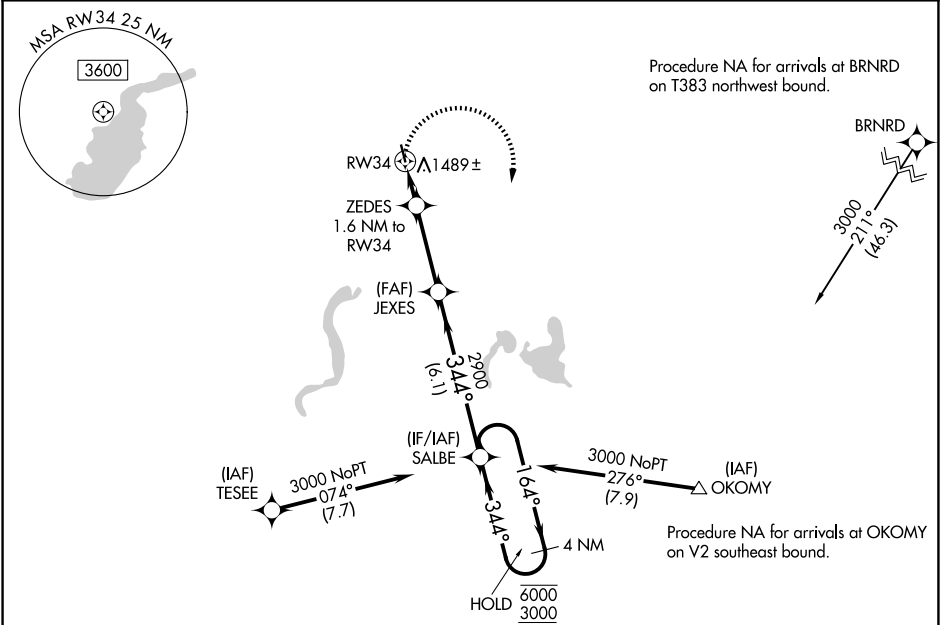 MSA RW34 25 NM
3600
Procedure NA for arrivals at BRNRD
on T383 northwest bound.
BRNRD
3000
211°
(46.3)
RW34
1489 ±
ZEDES
1.6 NM to
RW34
(FAF)
JEXES
2900
344°
(6.1)
(IF/IAF)
SALBE
(IAF)
TESEE
3000 NoPT
074°
(7.7)
3000 NoPT
276°
(7.9)
(IAF)
OKOMY
164°
344°
4 NM
HOLD
6000
3000
Procedure NA for arrivals at OKOMY
on V2 southeast bound.